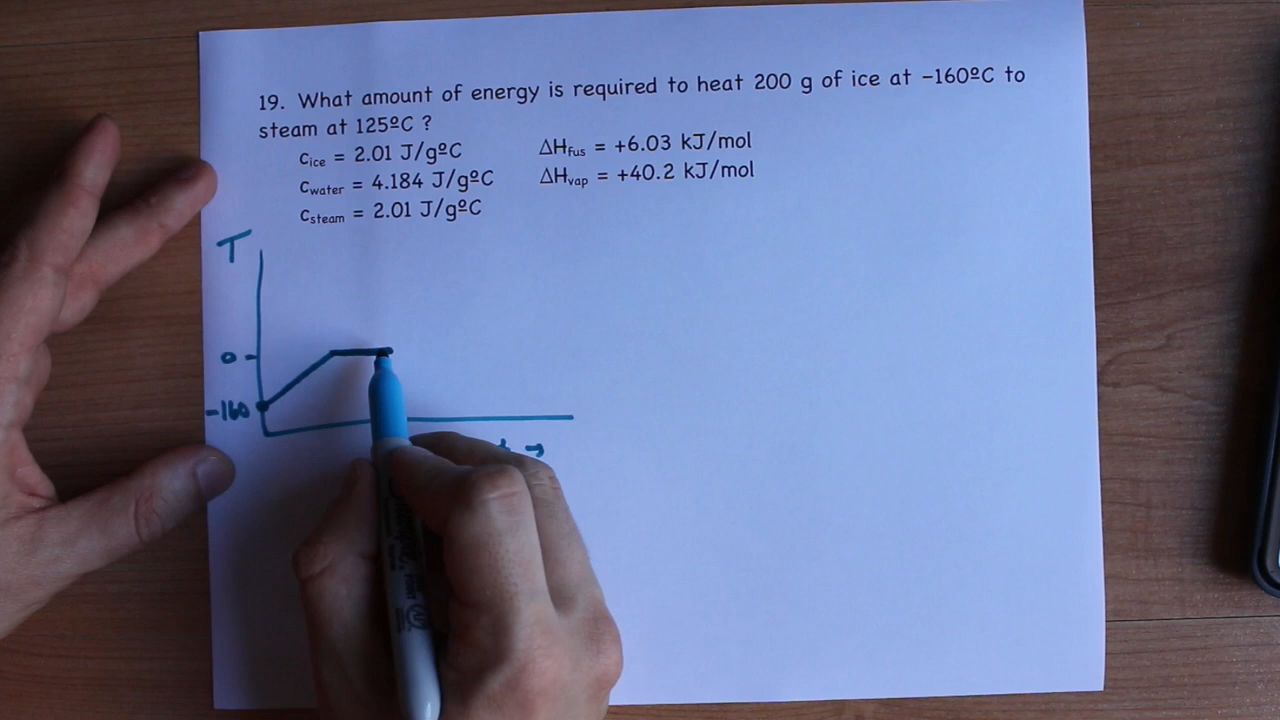 19. What amount of energy is required to heat 200 g of ice at -160ºC to
steam at 125ºC ?
cice = 2.01 J/gºC
ΔHfus = +6.03 kJ/mol
cwater = 4.184 J/gºC
ΔHvap = +40.2 kJ/mol
csteam = 2.01 J/gºC
T
0
-160